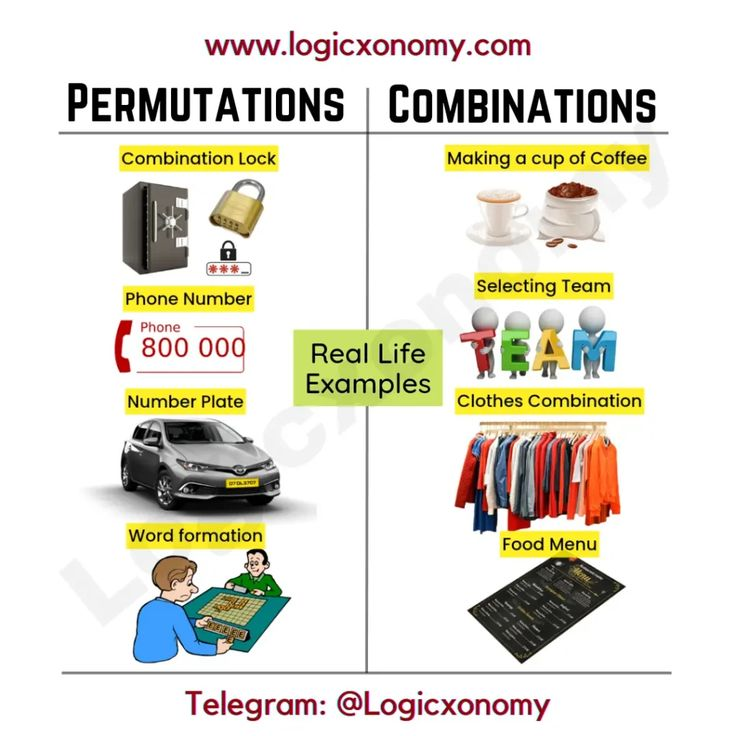 www.logicxonomy.com
PERMUTATIONS
COMBINATIONS
Combination Lock
***
Phone Number
Phone
800 000
Number Plate
Word formation
Real Life
Examples
Making a cup of Coffee
Selecting Team
TEAM
Clothes Combination
Food Menu
Menu
Logicxonomy
Telegram: @Logicxonomy